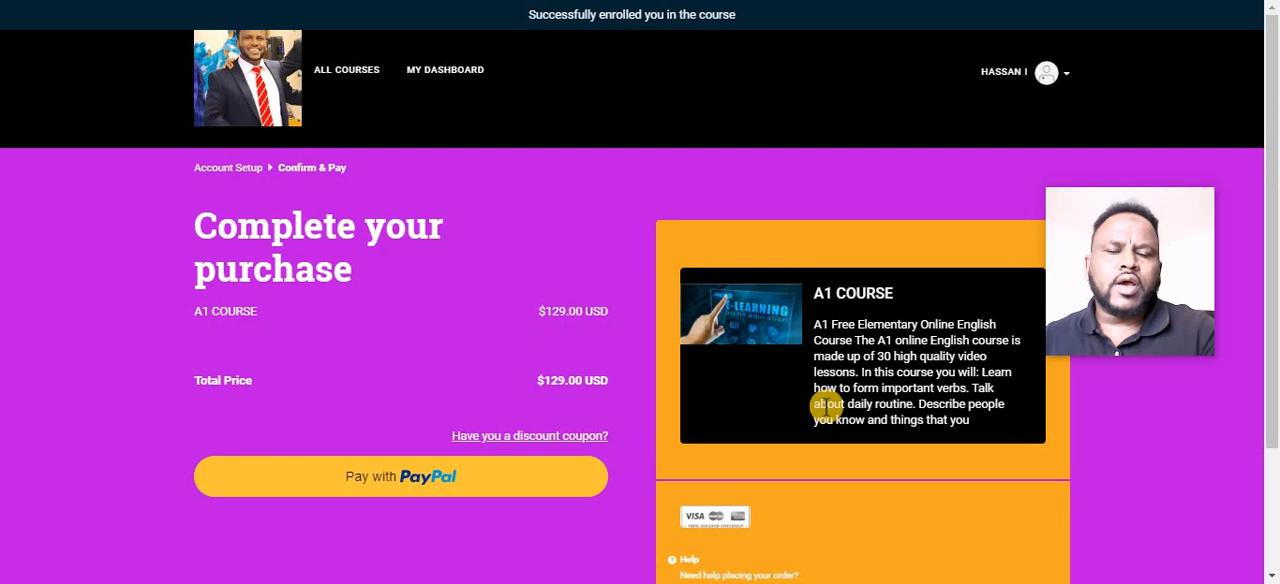 Successfully enrolled you in the course
ALL COURSES
MY DASHBOARD
HASSAN I
Account Setup
Confirm & Pay
Complete your
purchase
A1 COURSE
$129.00 USD
Total Price
$129.00 USD
Have you a discount coupon?
Pay with PayPal
E-LEARNING
A1 COURSE
A1 Free Elementary Online English
Course The A1 online English course is
made up of 30 high quality video
lessons. In this course you will: Learn
how to form important verbs. Talk
about daily routine. Describe people
you know and things that you
VISA
Help
Need help placing your order?